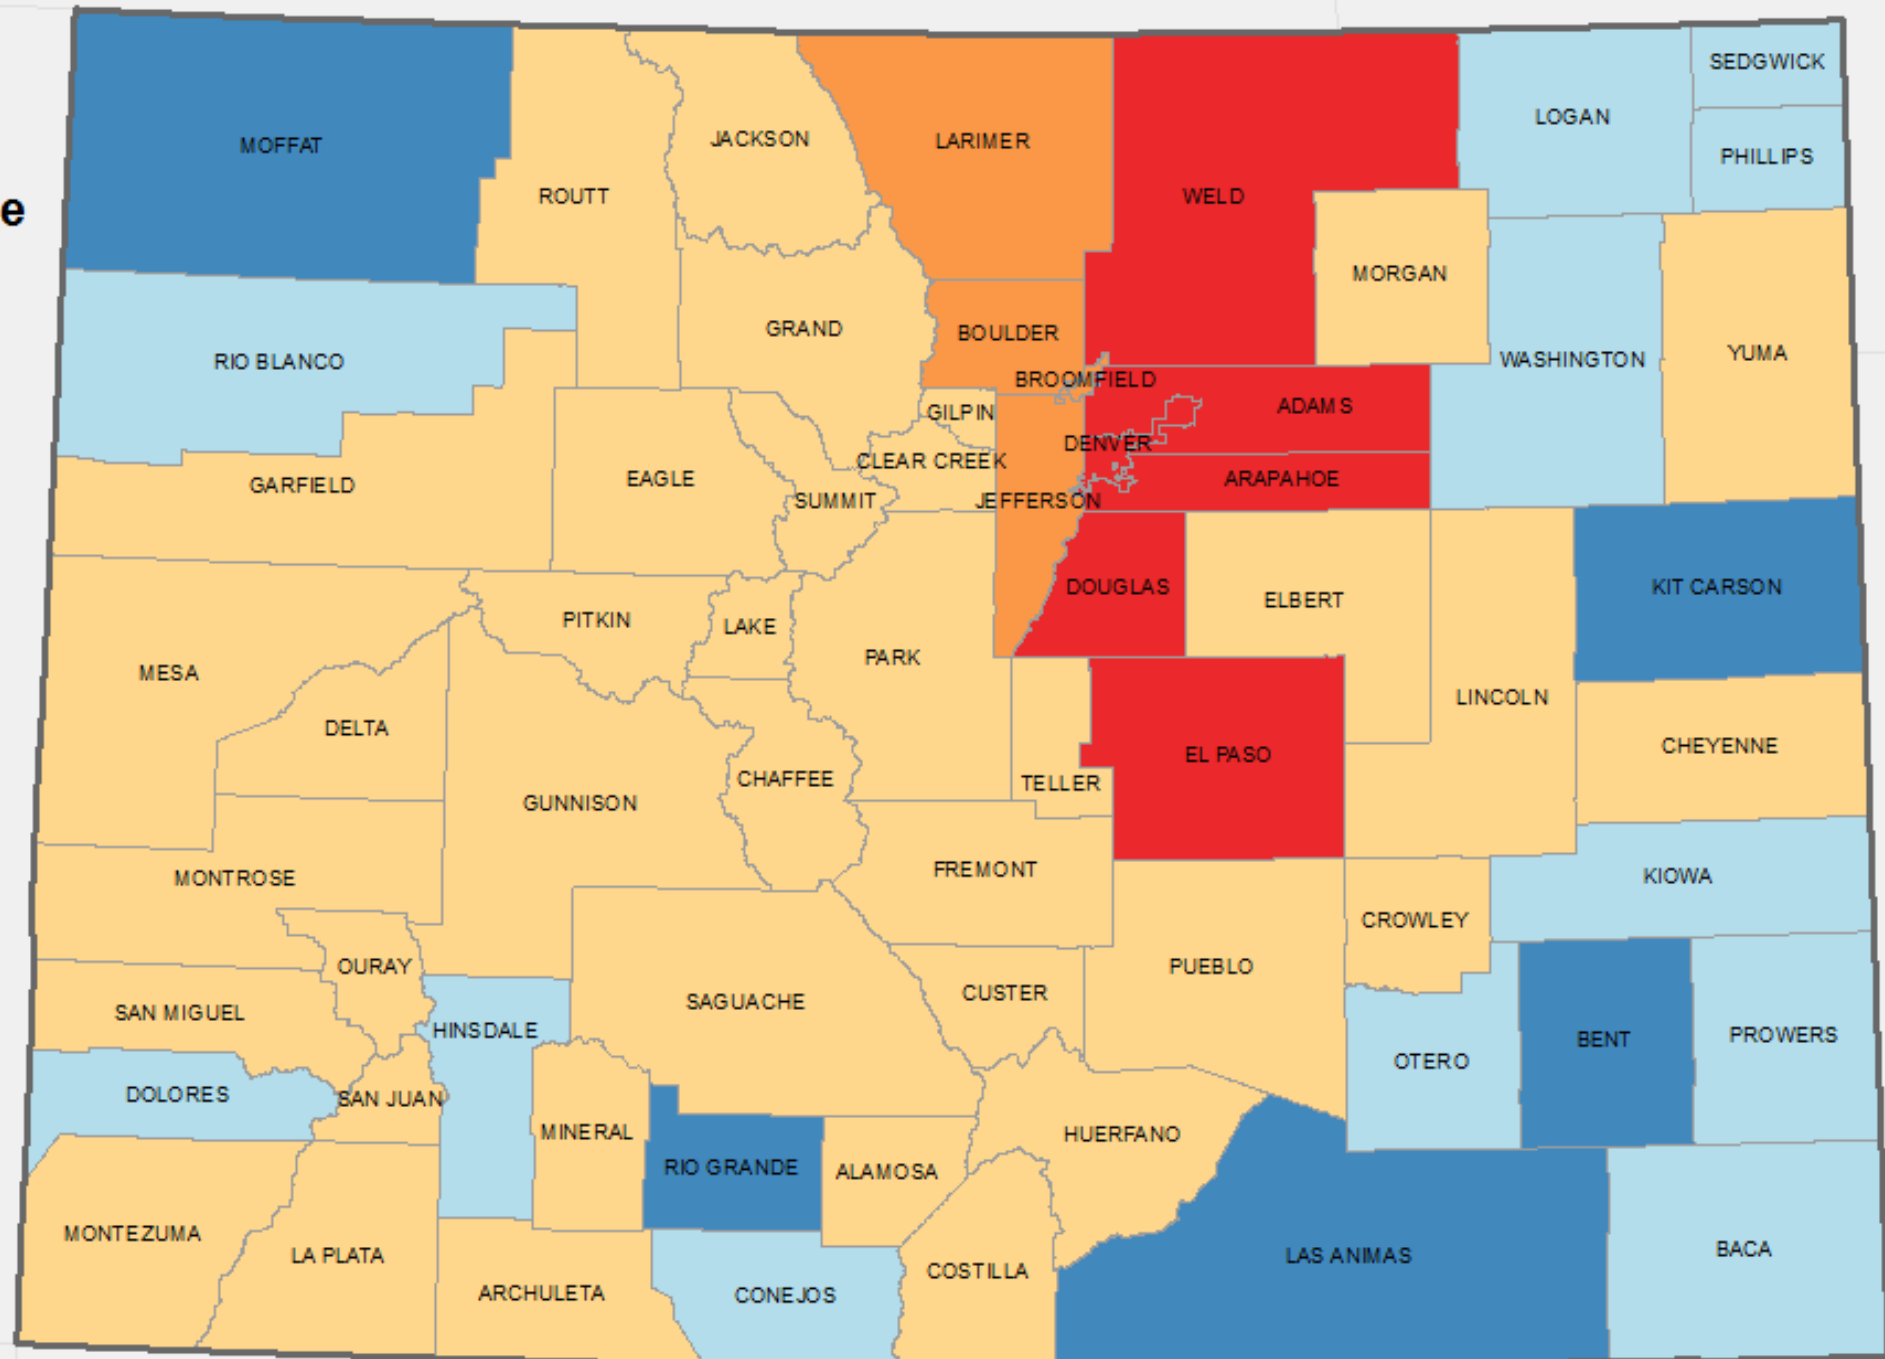 SEDGWICK
LOGAN
MOFFAT
JACKSON
LARIMER
PHILLIPS
ROUTT
WELD
e
MORGAN
GRAND
BOULDER
YUMA
RIO BLANCO
WASHINGTON
BROOMFIELD
GILPIN
ADAMS
DENVER
CLEAR CREEK
GARFIELD
EAGLE
ARAPAHOE
SUMMIT
JEFFERSON
DOUGLAS
KIT CARSON
ELBERT
PITKIN
LAKE
PARK
MESA
LINCOLN
DELTA
CHEYENNE
EL PASO
CHAFFEE
TELLER
GUNNISON
FREMONT
MONTROSE
KIOWA
CROWLEY
OURAY
PUEBLO
CUSTER
SAGUACHE
SAN MIGUEL
HINSDALE
PROWERS
BENT
OTERO
DOLORES
SAN JUAN
MINERAL
HUERFANO
RIO GRANDE
ALAMOSA
MONTEZUMA
BACA
LA PLATA
LAS ANIMAS
COSTILLA
ARCHULETA
CONEJOS